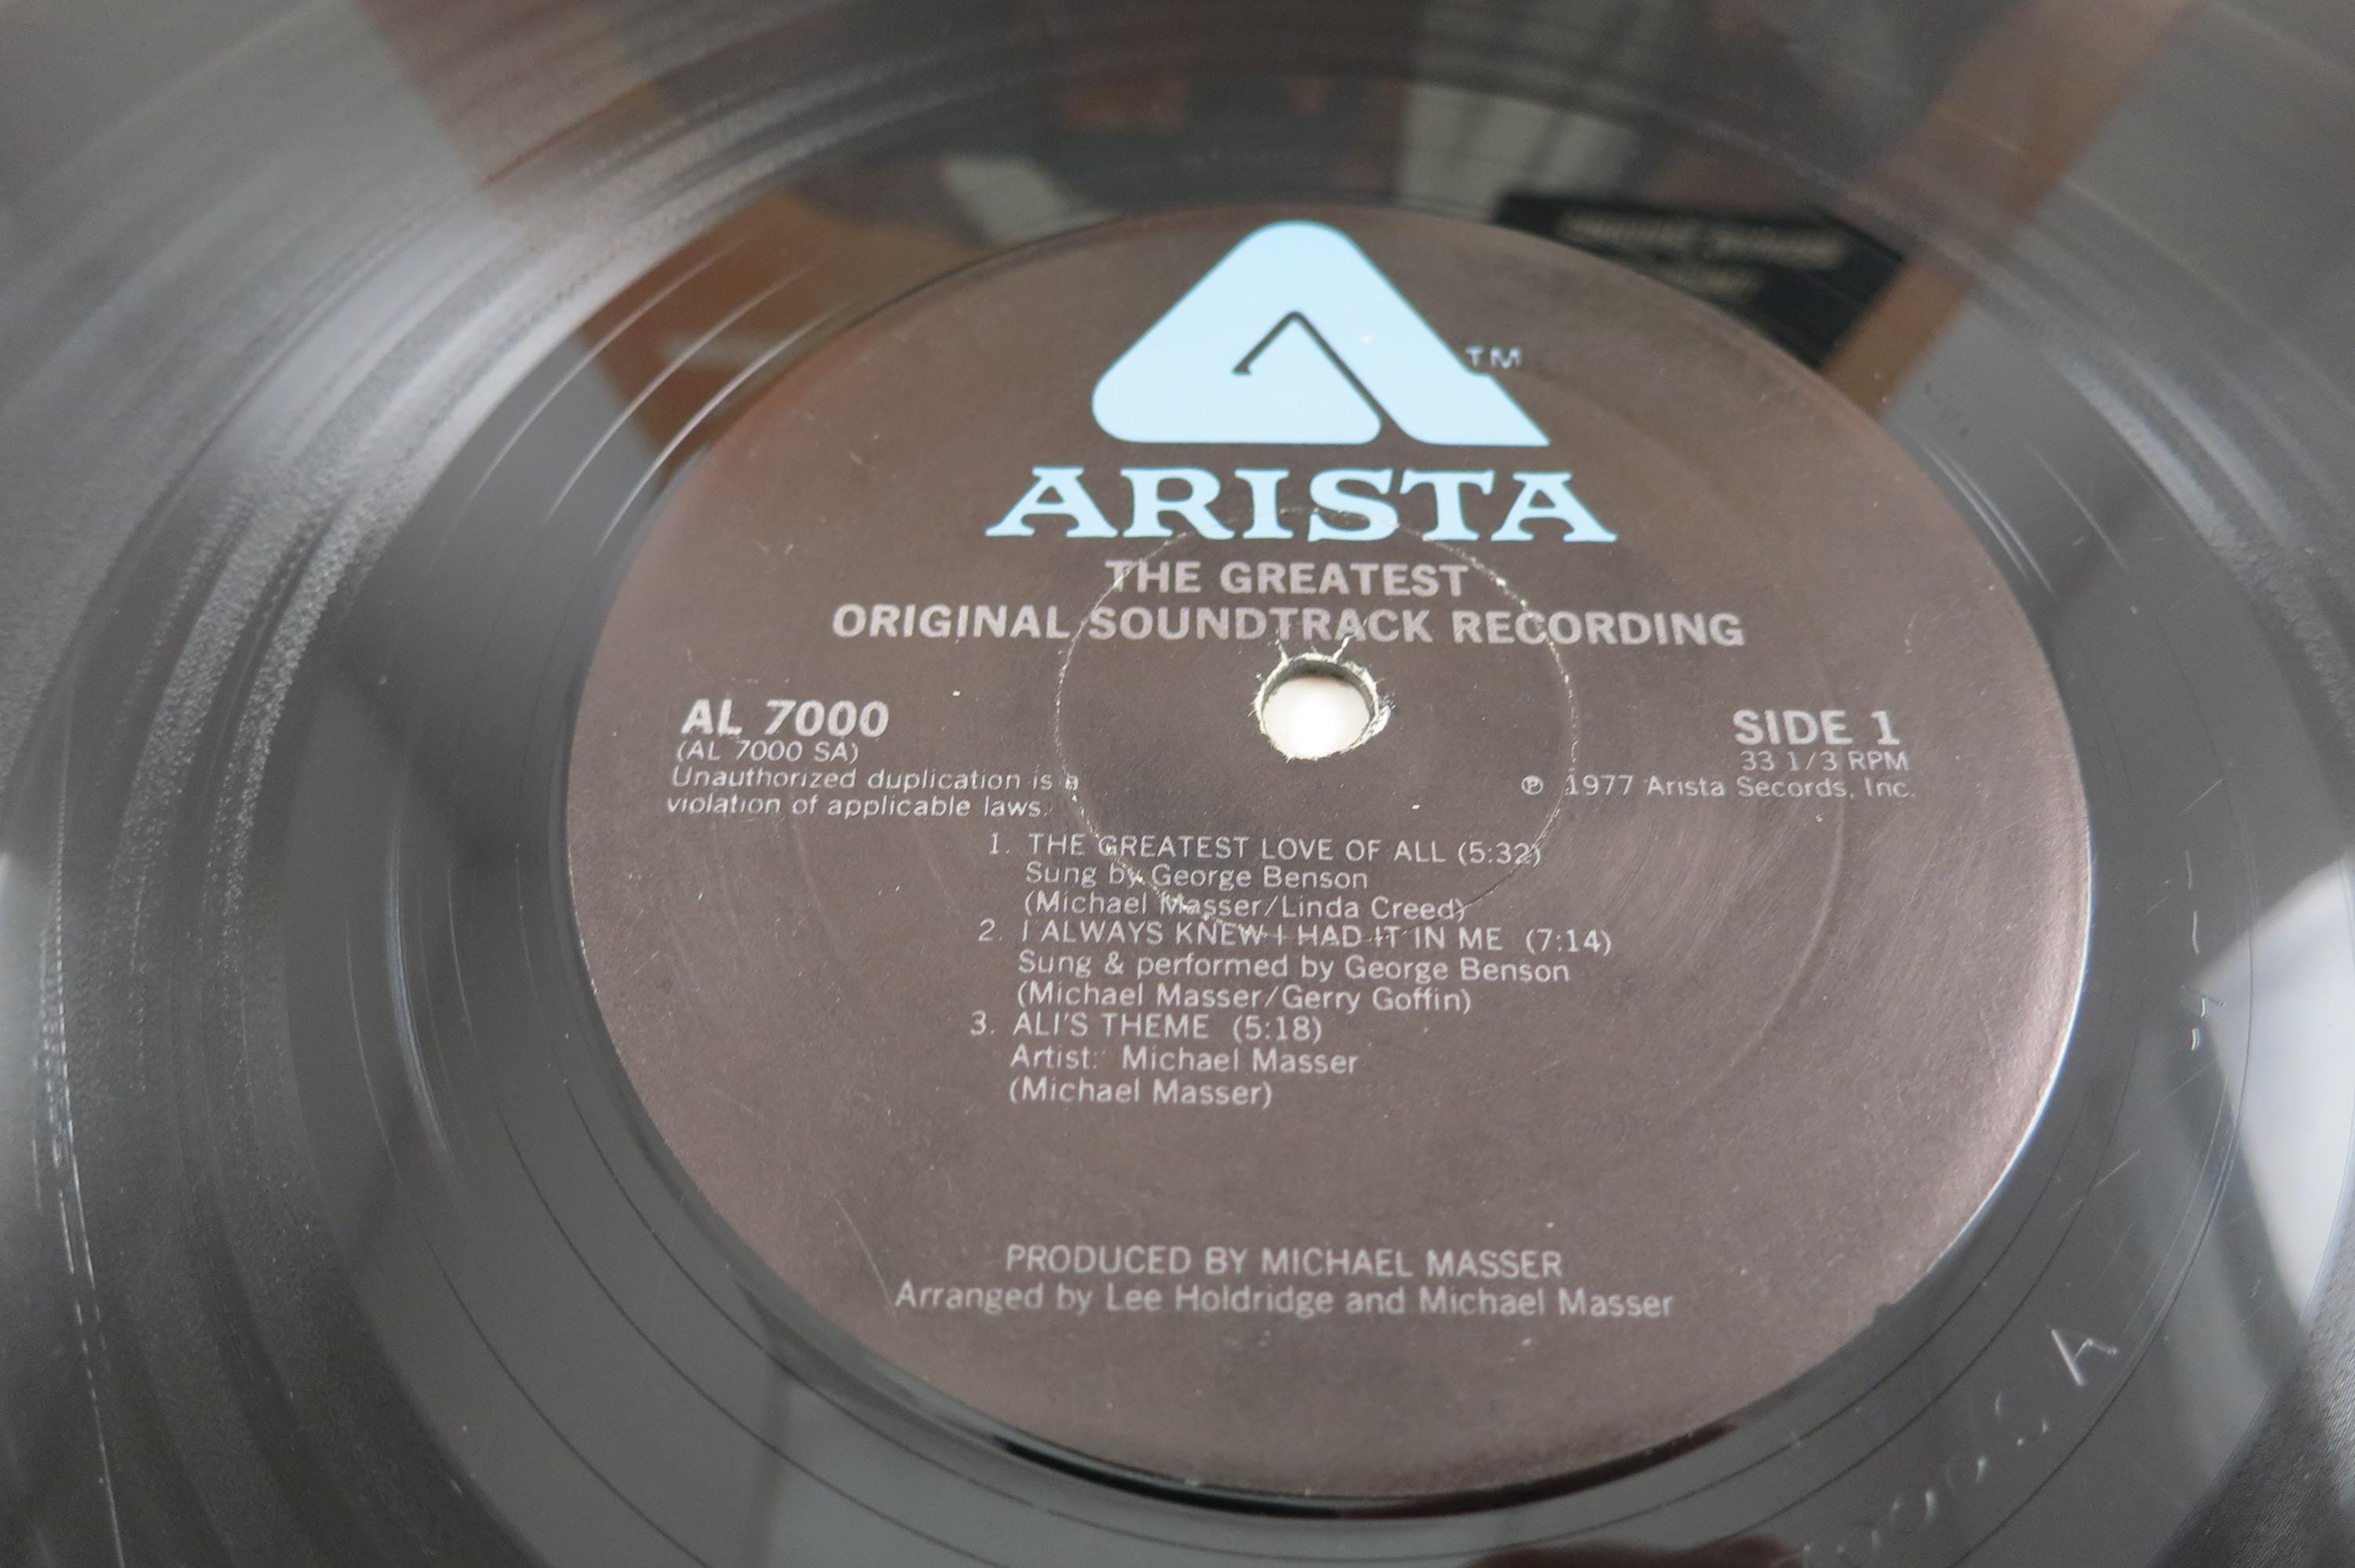 TM
ARISTA
THE GREATEST
ORIGINAL SOUNDTRACK RECORDING
AL 7000
(AL 7000 SA)
Unauthorized duplication is a
violation of applicable laws.
SIDE 1
33 1/3 RPM
℗ 1977 Arista Secords, Inc.
1. THE GREATEST LOVE OF ALL (5:32)
Sung by George Benson
(Michael Masser/Linda Creed)
2. I ALWAYS KNEW I HAD IT IN ME (7:14)
Sung & performed by George Benson
(Michael Masser/Gerry Goffin)
3. ALI'S THEME (5:18)
Artist: Michael Masser
(Michael Masser)
PRODUCED BY MICHAEL MASSER
Arranged by Lee Holdridge and Michael Masser